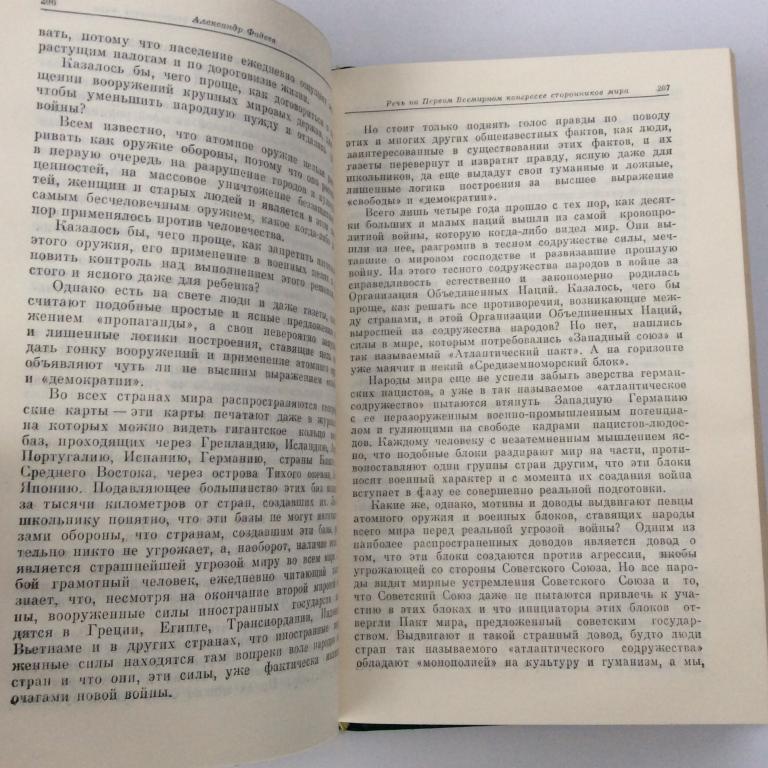 206
Александр Фадеев
вать, потому что население ежедневно ощущает
растущим налогам и по дороговизне жизни.
Казалось бы, чего проще, как договориться о
щении вооружений крупных мировых держав,
чтобы уменьшить народную нужду и отдалить
войны?
Всем известно, что атомное оружие нельзя
ривать как оружие обороны, потому что оно
в первую очередь на разрушение городов и
ценностей, на массовое уничтожение беззащитных
тей, женщин и старых людей и является в этом
самым бесчеловечным оружием, какое когда-либо
пор применялось против человечества.
Казалось бы, чего проще, как запретить
этого оружия, его применение в военных целях
новить контроль над выполнением этого решения,
стого и ясного даже для ребенка?
Однако есть на свете люди и даже газеты,
считают подобные простые и ясные предложения
жением «пропаганды», а свои невероятно
и лишенные логики построения, ставящие
дать гонку вооружений и применение атомного
объявляют чуть ли не высшим выражением
и «демократии».
Во всех странах мира распространяются
ские карты — эти карты печатают даже в
на которых можно видеть гигантское кольцо
баз, проходящих через Гренландию, Исландию,
Португалию, Испанию, Германию, страны
Среднего Востока, через острова Тихого океана,
Японию. Подавляющее большинство этих баз
за тысячи километров от стран, создавших их.
школьнику понятно, что эти базы не могут
зами обороны, что странам, создавшим эти базы,
тельно никто не угрожает, а, наоборот, наличие
является страшнейшей угрозой миру во всем
бой грамотный человек, ежедневно читающий
знает, что, несмотря на окончание второй мировой
ны, вооруженные силы иностранных государств
дятся в Греции, Египте, Трансиордании,
Вьетнаме и в других странах, что иностранные
женные силы находятся там вопреки воле народов
стран и что они, эти силы, уже фактически
очагами новой войны.
Речь на Первом Всемирном конгрессе сторонников мира
207
Но стоит только поднять голос правды по поводу
этих и многих других общеизвестных фактов, как люди,
заинтересованные в существовании этих фактов, и их
газеты перевернут и извратят правду, ясную даже для
школьников, да еще выдадут свои туманные и ложные,
лишенные логики построения за высшее выражение
«свободы» и «демократии».
Всего лишь четыре года прошло с тех пор, как десят-
ки больших и малых наций вышли из самой кровопро-
литной войны, которую когда-либо видел мир. Они вы-
шли из нее, разгромив в тесном содружестве силы, меч-
тавшие о мировом господстве и развязавшие прошлую
войну. Из этого тесного содружества народов в войне за
справедливость естественно и закономерно родилась
Организация Объединенных Наций. Казалось, чего бы
проще, как решать все противоречия, возникающие меж-
ду странами, в этой Организации Объединенных Наций,
выросшей из содружества народов? Но нет, нашлись
силы в мире, которым потребовались «Западный союз» и
так называемый «Атлантический пакт». А на горизонте
уже маячит и некий «Средиземноморский блок».
Народы мира еще не успели забыть зверства герман-
ских нацистов, а уже в так называемое «атлантическое
содружество» пытаются втянуть Западную Германию
с ее неразоруженным военно-промышленным потенциа-
лом и гуляющими на свободе кадрами нацистов-людое-
дов. Каждому человеку с незатемненным мышлением яс-
но, что подобные блоки раздирают мир на части, проти-
вопоставляют одни группы стран другим, что эти блоки
носят военный характер и с момента их создания война
вступает в фазу ее совершенно реальной подготовки.
Какие же, однако, мотивы и доводы выдвигают певцы
атомного оружия и военных блоков, ставящих народы
всего мира перед реальной угрозой войны? Одним из
наиболее распространенных доводов является довод о
том, что эти блоки создаются против агрессии, якобы
угрожающей со стороны Советского Союза. Но все наро-
ды видят мирные устремления Советского Союза и то,
что Советский Союз даже не пытаются привлечь к уча-
стию в этих блоках и что инициаторы этих блоков от-
вергли Пакт мира, предложенный советским государ-
ством. Выдвигают и такой странный довод, будто люди
стран так называемого «атлантического содружества»
обладают «монополией» на культуру и гуманизм, а мы,